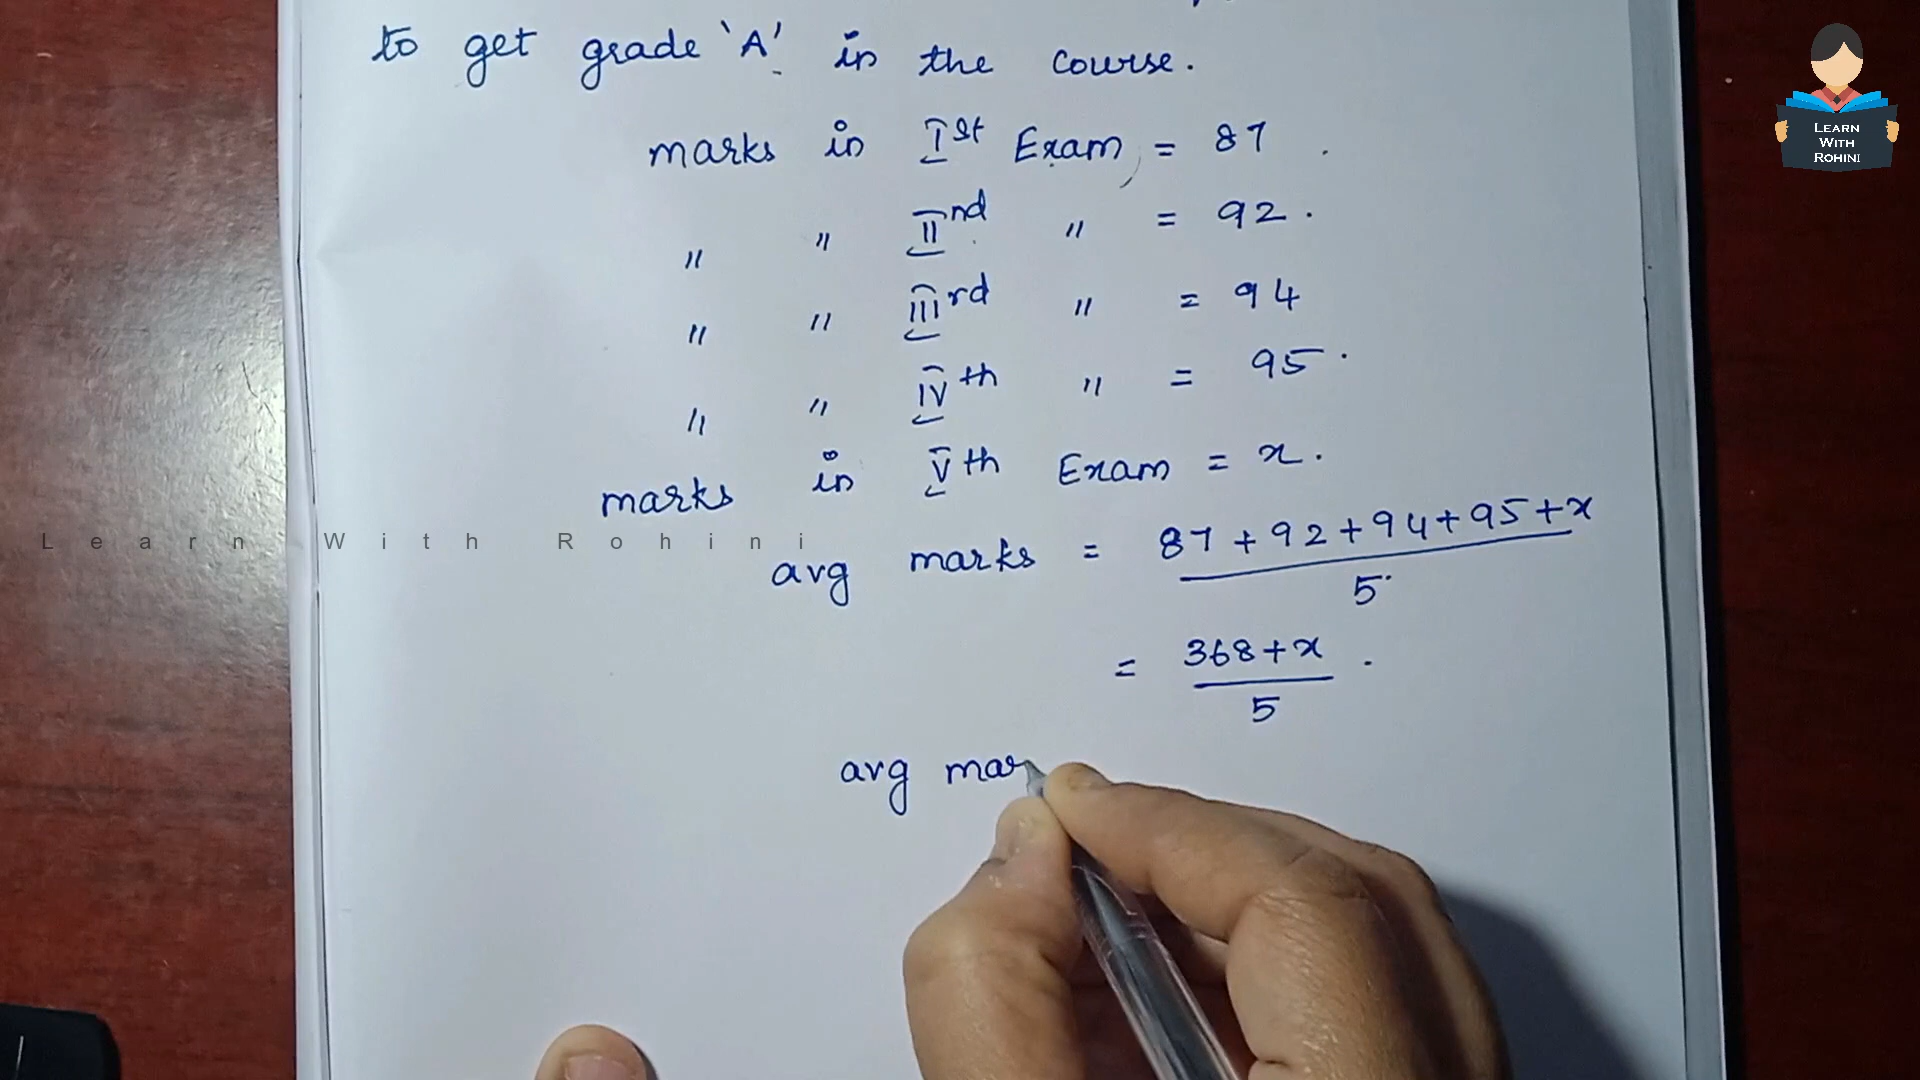 to get grade 'A' in the course.
LEARN
WITH
ROHINI
marks in Ist Exam = 87
" " IInd " = 92.
" " IIIrd " = 94
" " IVth " = 95.
marks in Vth Exam = x.
Learn With Rohini
avg marks = 87+92+94+95+x
5
= 368+x
5
avg mar